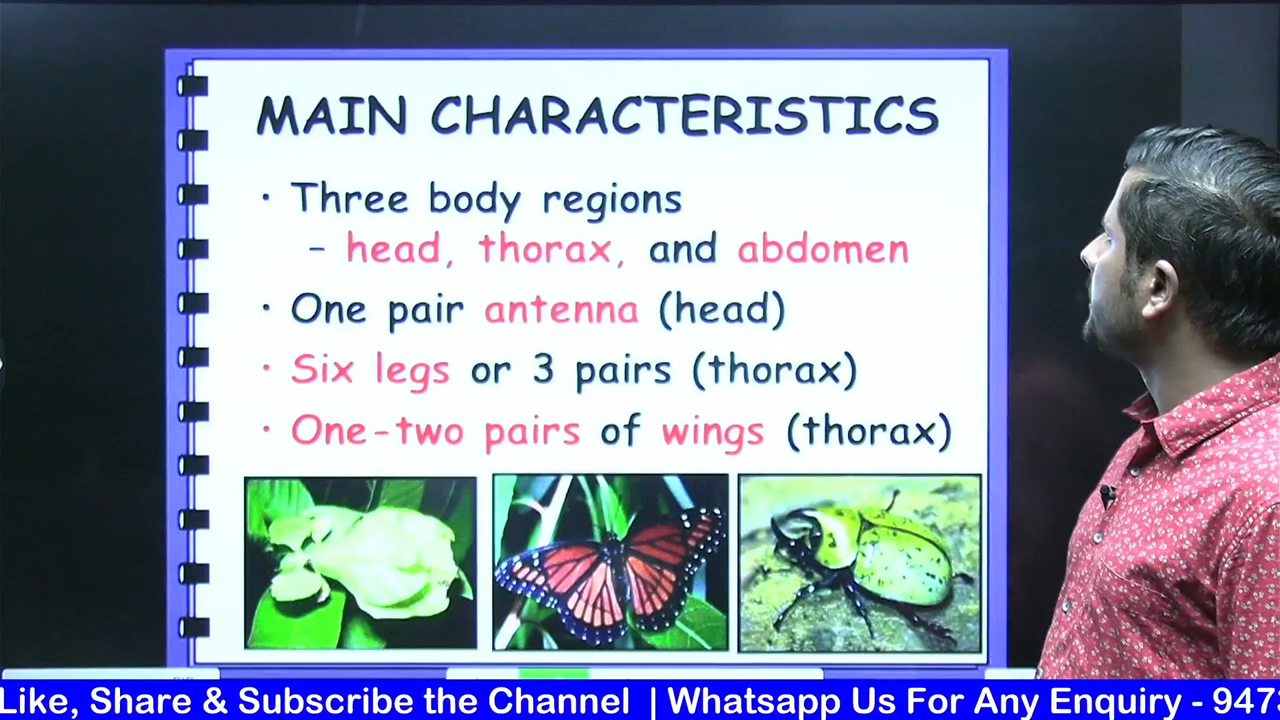 MAIN CHARACTERISTICS
• Three body regions
– head, thorax, and abdomen
• One pair antenna (head)
• Six legs or 3 pairs (thorax)
• One-two pairs of wings (thorax)
Like, Share & Subscribe the Channel | Whatsapp Us For Any Enquiry - 947